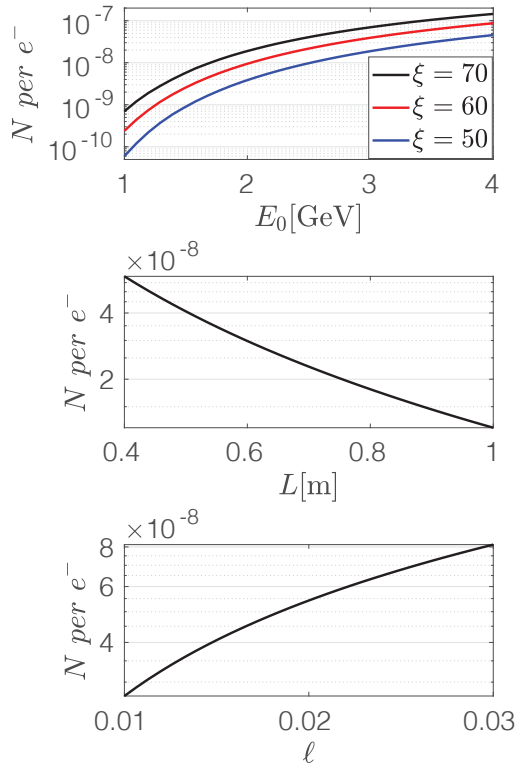 10^-7
10^-8
10^-9
10^-10
N per e^-
ξ = 70
ξ = 60
ξ = 50
1 2 3 4
E_0[GeV]
×10^-8
4
2
N per e^-
0.4 0.6 0.8 1
L[m]
×10^-8
8
6
4
N per e^-
0.01 0.02 0.03
ℓ